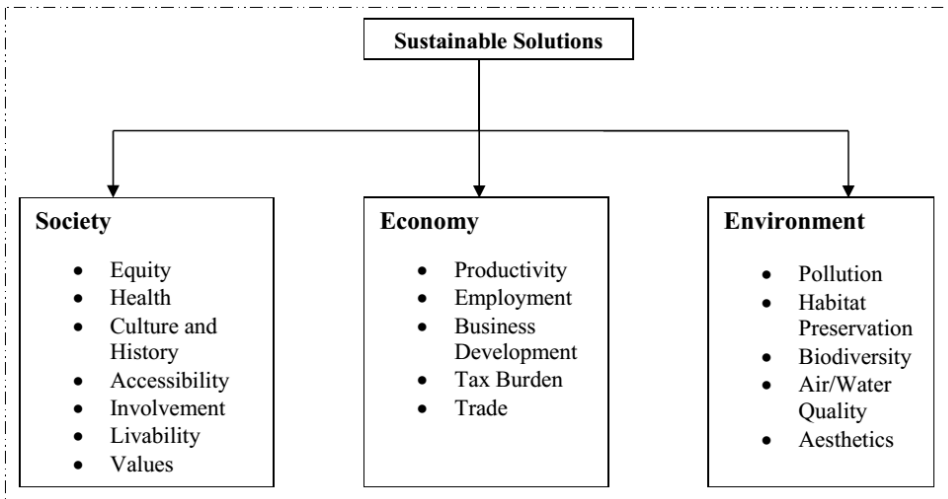 Sustainable Solutions
Society
• Equity
• Health
• Culture and
History
• Accessibility
• Involvement
• Livability
• Values
Economy
• Productivity
• Employment
• Business
Development
• Tax Burden
• Trade
Environment
• Pollution
• Habitat
Preservation
• Biodiversity
• Air/Water
Quality
• Aesthetics